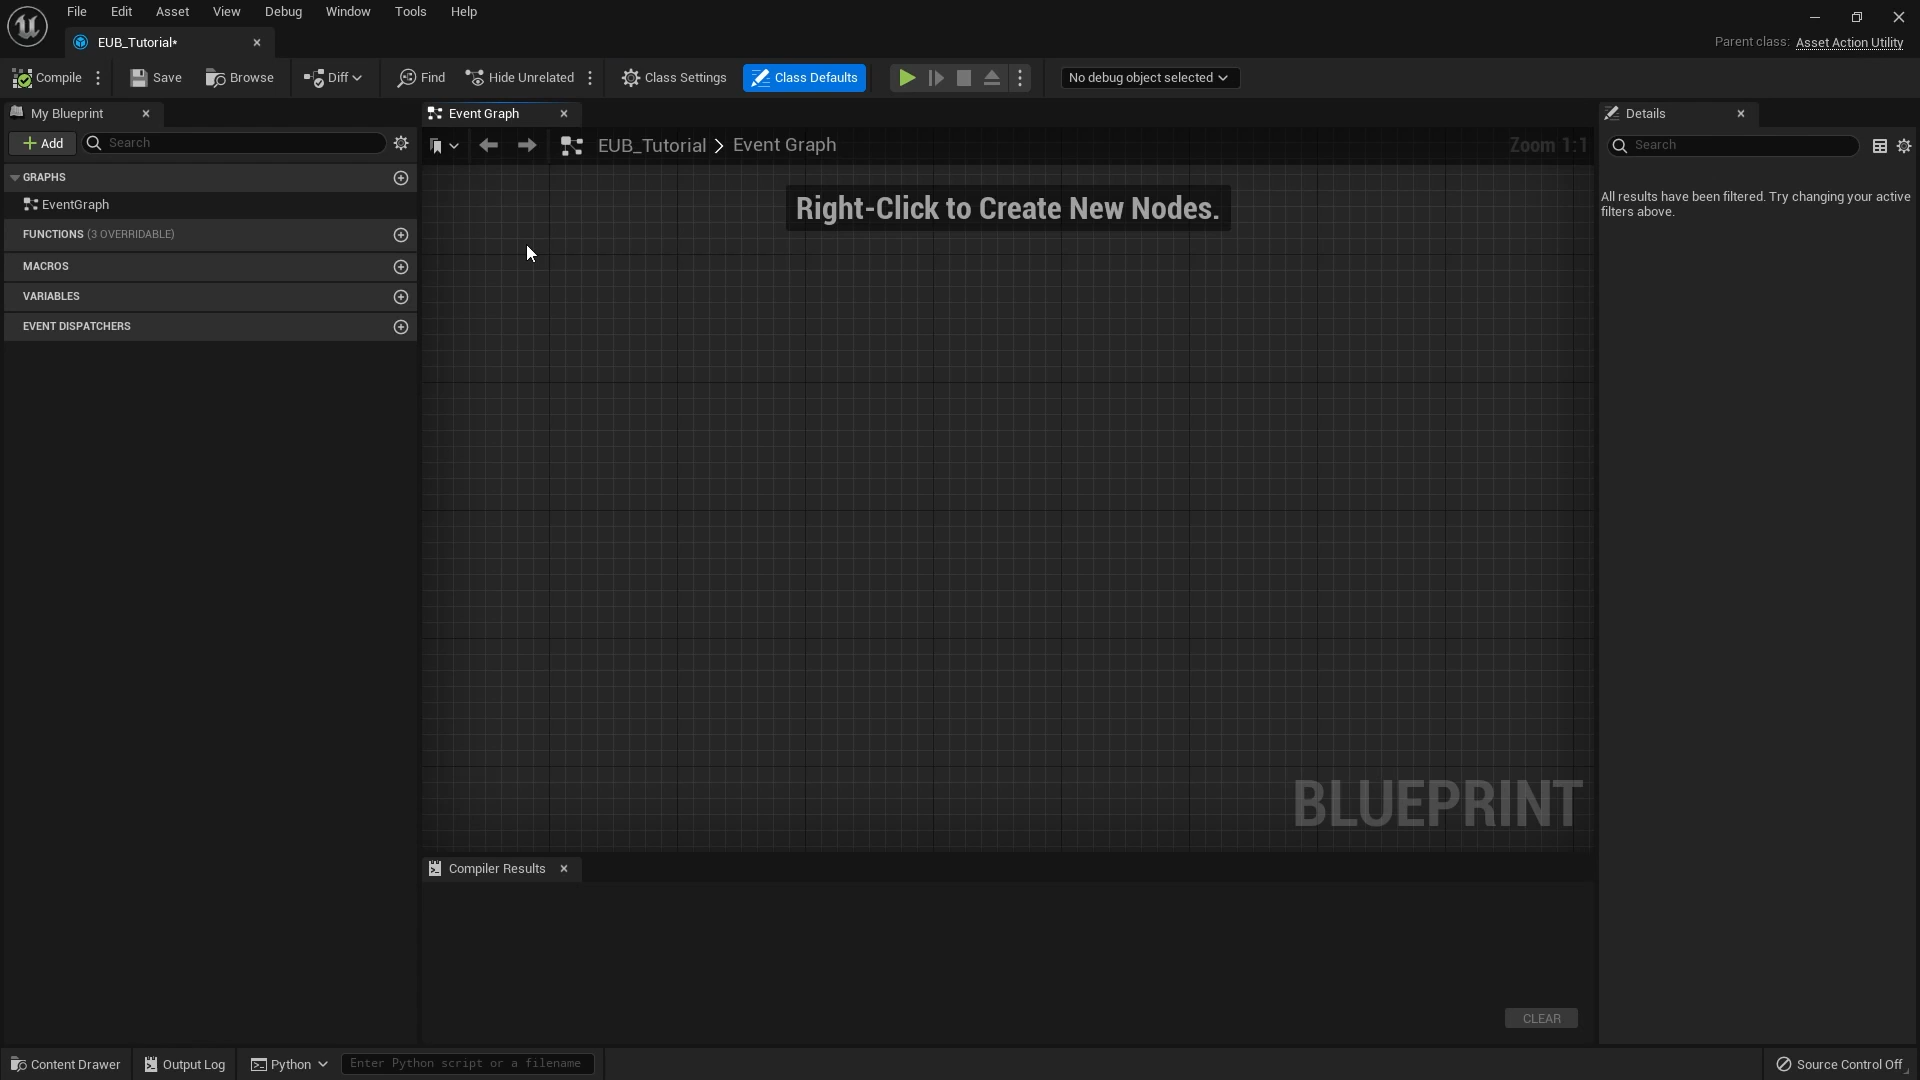 File Edit Asset View Debug Window Tools Help
EUB_Tutorial*
Parent class: Asset Action Utility
Compile Save Browse Diff Find Hide Unrelated Class Settings Class Defaults No debug object selected
My Blueprint
Event Graph
Details
Add Search
EUB_Tutorial > Event Graph
Zoom 1:1
Search
GRAPHS
EventGraph
FUNCTIONS (3 OVERRIDABLE)
MACROS
VARIABLES
EVENT DISPATCHERS
Right-Click to Create New Nodes.
All results have been filtered. Try changing your active
filters above.
BLUEPRINT
Compiler Results
CLEAR
Content Drawer Output Log Python Enter Python script or a filename Source Control Off